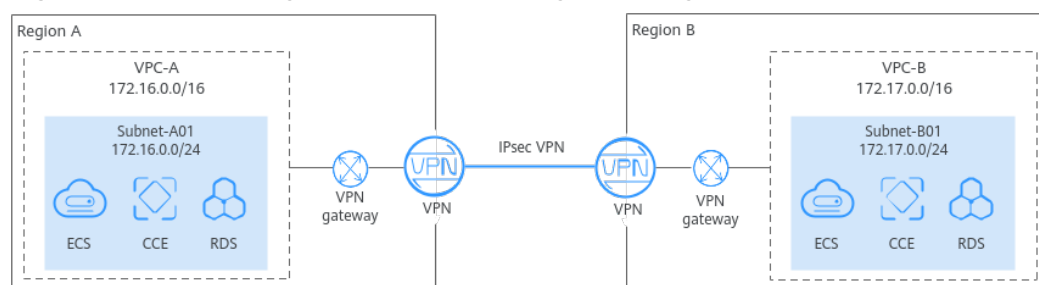 Region A
VPC-A
172.16.0.0/16
Subnet-A01
172.16.0.0/24
ECS
CCE
RDS
VPN
gateway
VPN
VPN
IPsec VPN
Region B
VPN
VPN
VPN
gateway
VPC-B
172.17.0.0/16
Subnet-B01
172.17.0.0/24
ECS
CCE
RDS